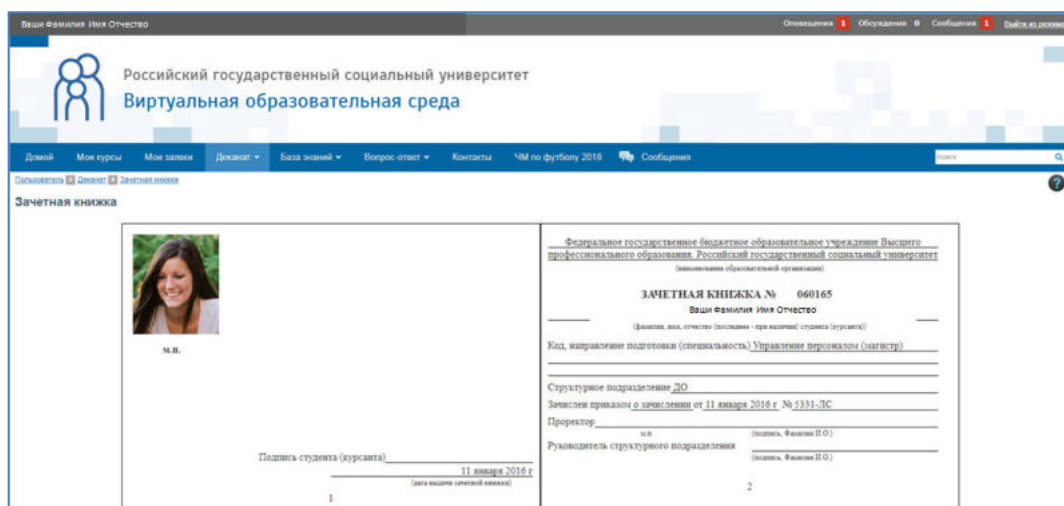 Ваши Фамилия Имя Отчество
Оповещения 1 Обсуждения 0 Сообщения 1 Выйти из режима
Российский государственный социальный университет
Виртуальная образовательная среда
Домой Мои курсы Мои заявки Деканат База знаний Вопрос-ответ Контакты ЧМ по футболу 2018 Сообщения поиск
Пользователь Деканат Зачетная книжка
Зачетная книжка
м.п.
Подпись студента (курсанта)
11 января 2016 г
(дата выдачи зачетной книжки)
1
Федеральное государственное бюджетное образовательное учреждение Высшего
профессионального образования. Российский государственный социальный университет
(наименование образовательной организации)
ЗАЧЕТНАЯ КНИЖКА № 060165
Ваши Фамилия Имя Отчество
(фамилия, имя, отчество (последнее - при наличии) студента (курсанта))
Код, направление подготовки (специальность) Управление персоналом (магистр)
Структурное подразделение ДО
Зачислен приказом о зачислении от 11 января 2016 г № 5331-ЛС
Проректор
м.п. (подпись, Фамилия И.О.)
Руководитель структурного подразделения
(подпись, Фамилия И.О.)
2